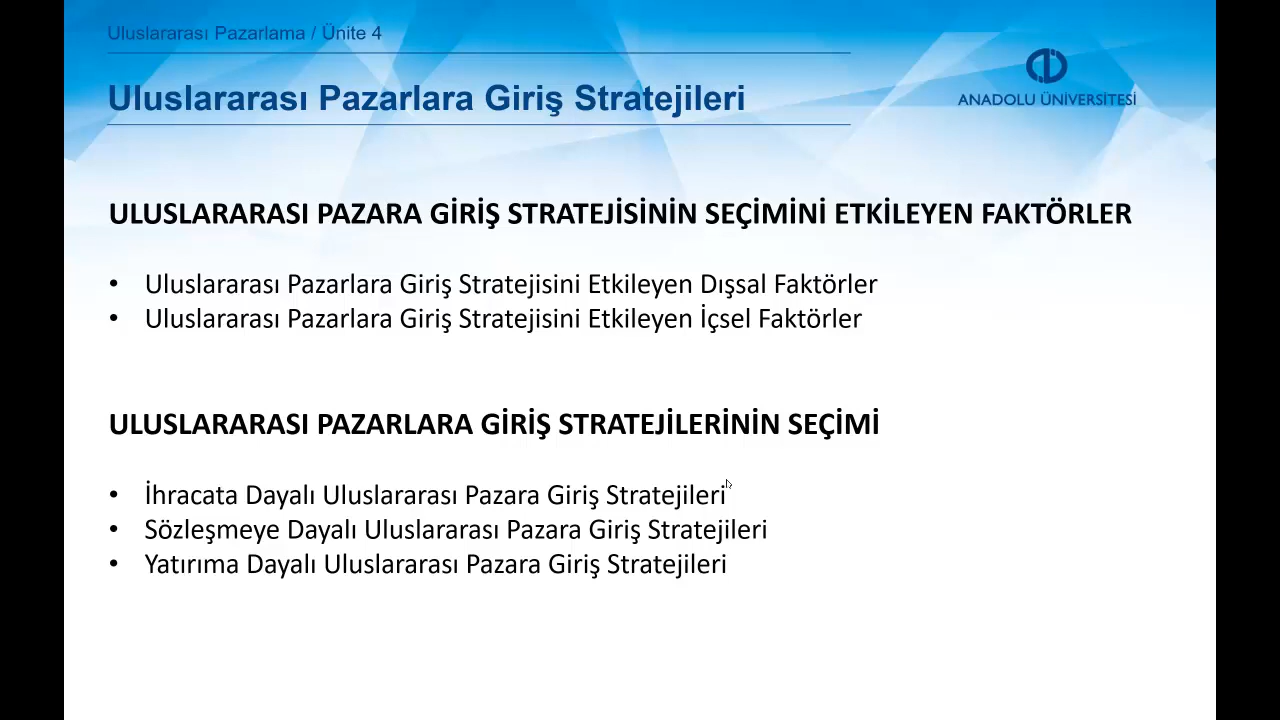 Uluslararası Pazarlama / Ünite 4
Uluslararası Pazarlara Giriş Stratejileri
ANADOLU ÜNİVERSİTESİ
ULUSLARARASI PAZARA GİRİŞ STRATEJİSİNİN SEÇİMİNİ ETKİLEYEN FAKTÖRLER
• Uluslararası Pazarlara Giriş Stratejisini Etkileyen Dışsal Faktörler
• Uluslararası Pazarlara Giriş Stratejisini Etkileyen İçsel Faktörler
ULUSLARARASI PAZARLARA GİRİŞ STRATEJİLERİNİN SEÇİMİ
• İhracata Dayalı Uluslararası Pazara Giriş Stratejileri
• Sözleşmeye Dayalı Uluslararası Pazara Giriş Stratejileri
• Yatırıma Dayalı Uluslararası Pazara Giriş Stratejileri